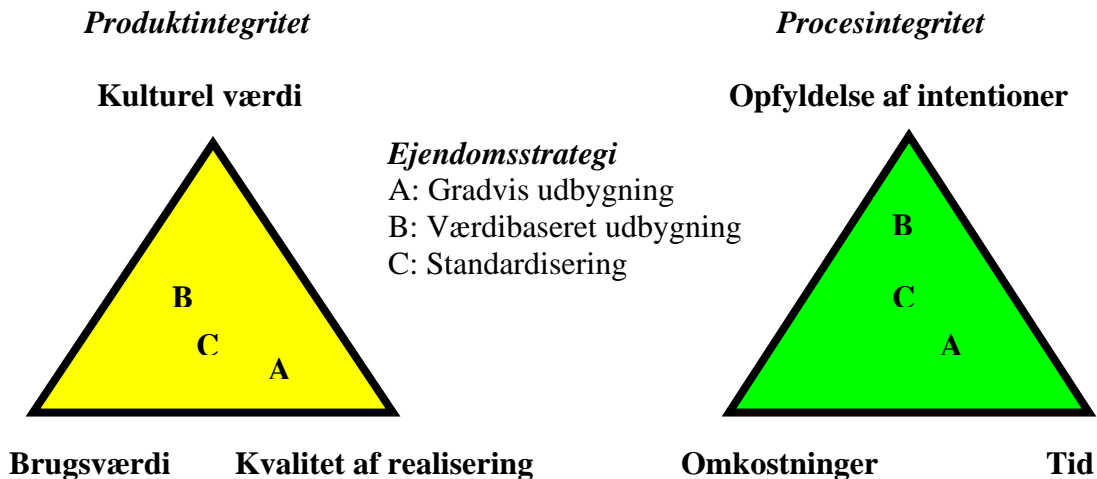 Produktintegritet
Procesintegritet
Kulturel værdi
Opfyldelse af intentioner
Ejendomsstrategi
A: Gradvis udbygning
B: Værdibaseret udbygning
C: Standardisering
B
C
A
B
C
A
Brugsværdi
Kvalitet af realisering
Omkostninger
Tid